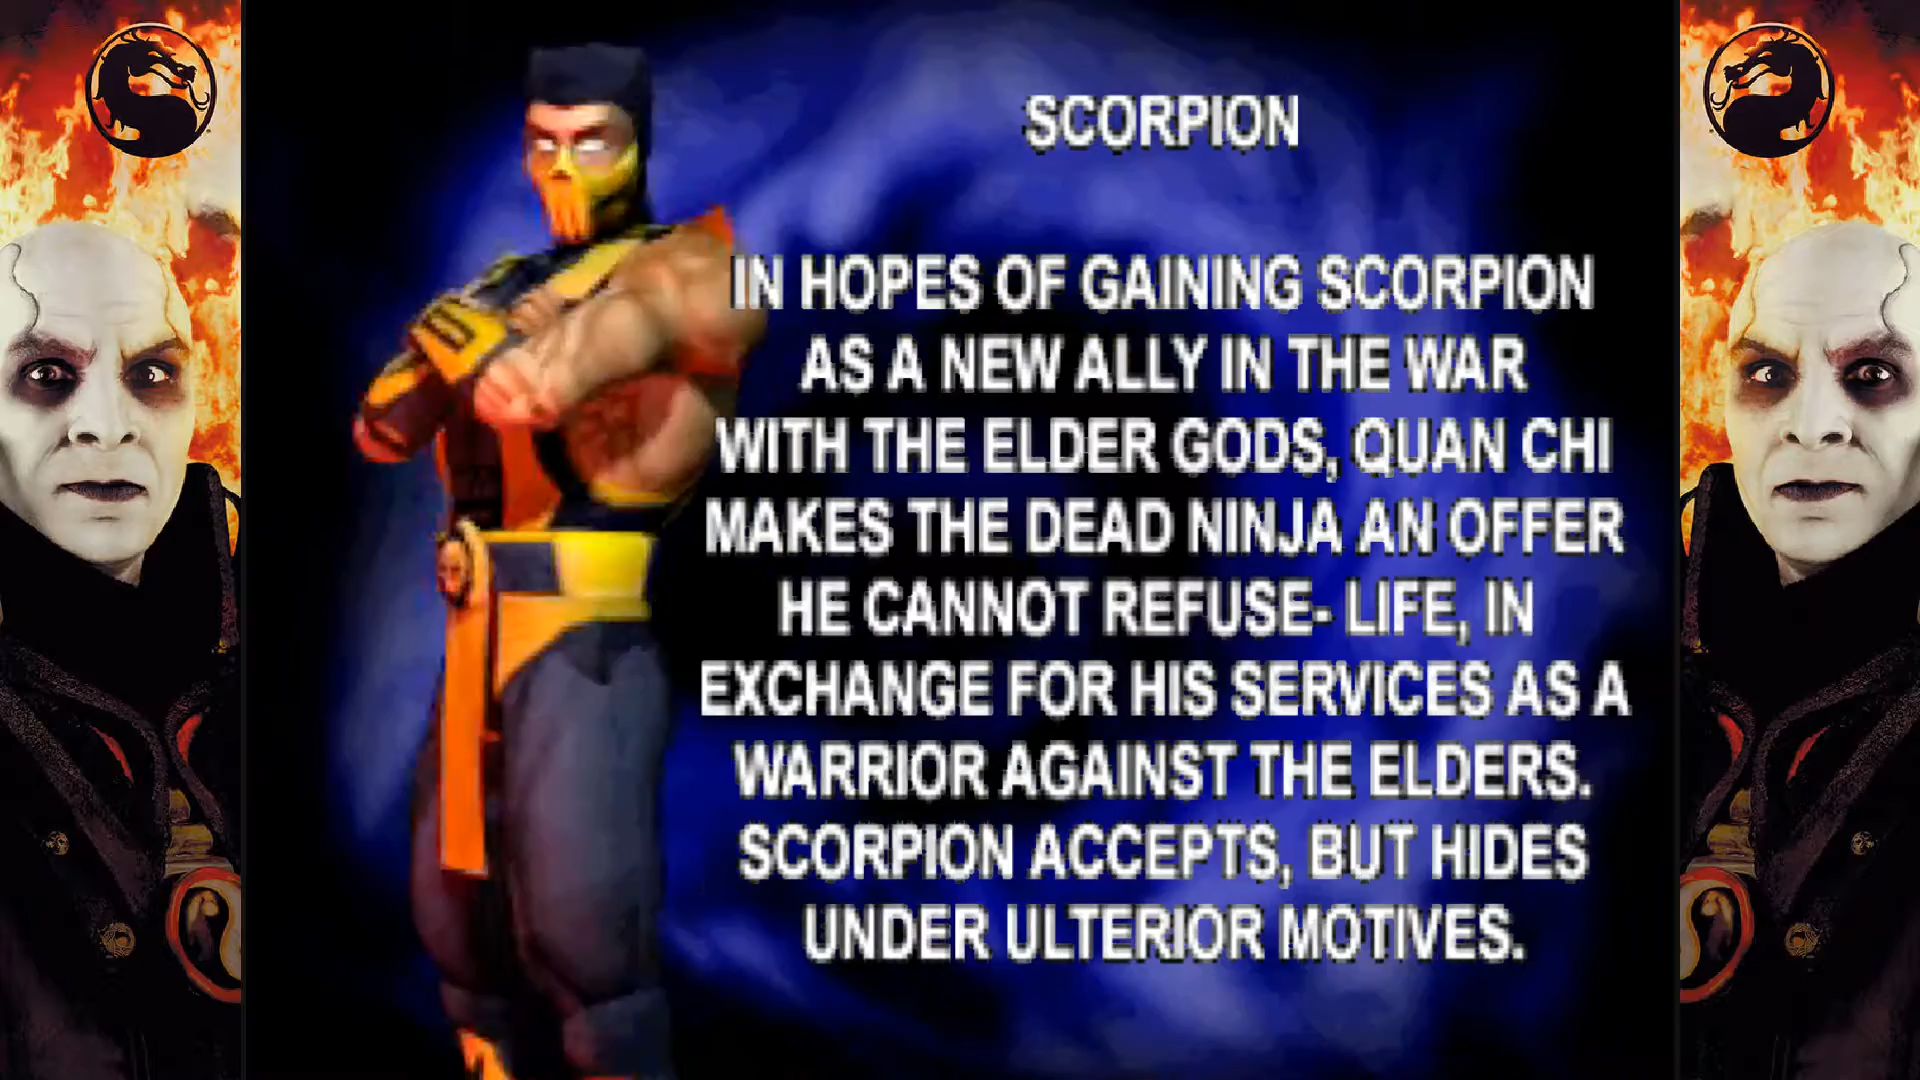 SCORPION
IN HOPES OF GAINING SCORPION
AS A NEW ALLY IN THE WAR
WITH THE ELDER GODS, QUAN CHI
MAKES THE DEAD NINJA AN OFFER
HE CANNOT REFUSE- LIFE, IN
EXCHANGE FOR HIS SERVICES AS A
WARRIOR AGAINST THE ELDERS.
SCORPION ACCEPTS, BUT HIDES
UNDER ULTERIOR MOTIVES.